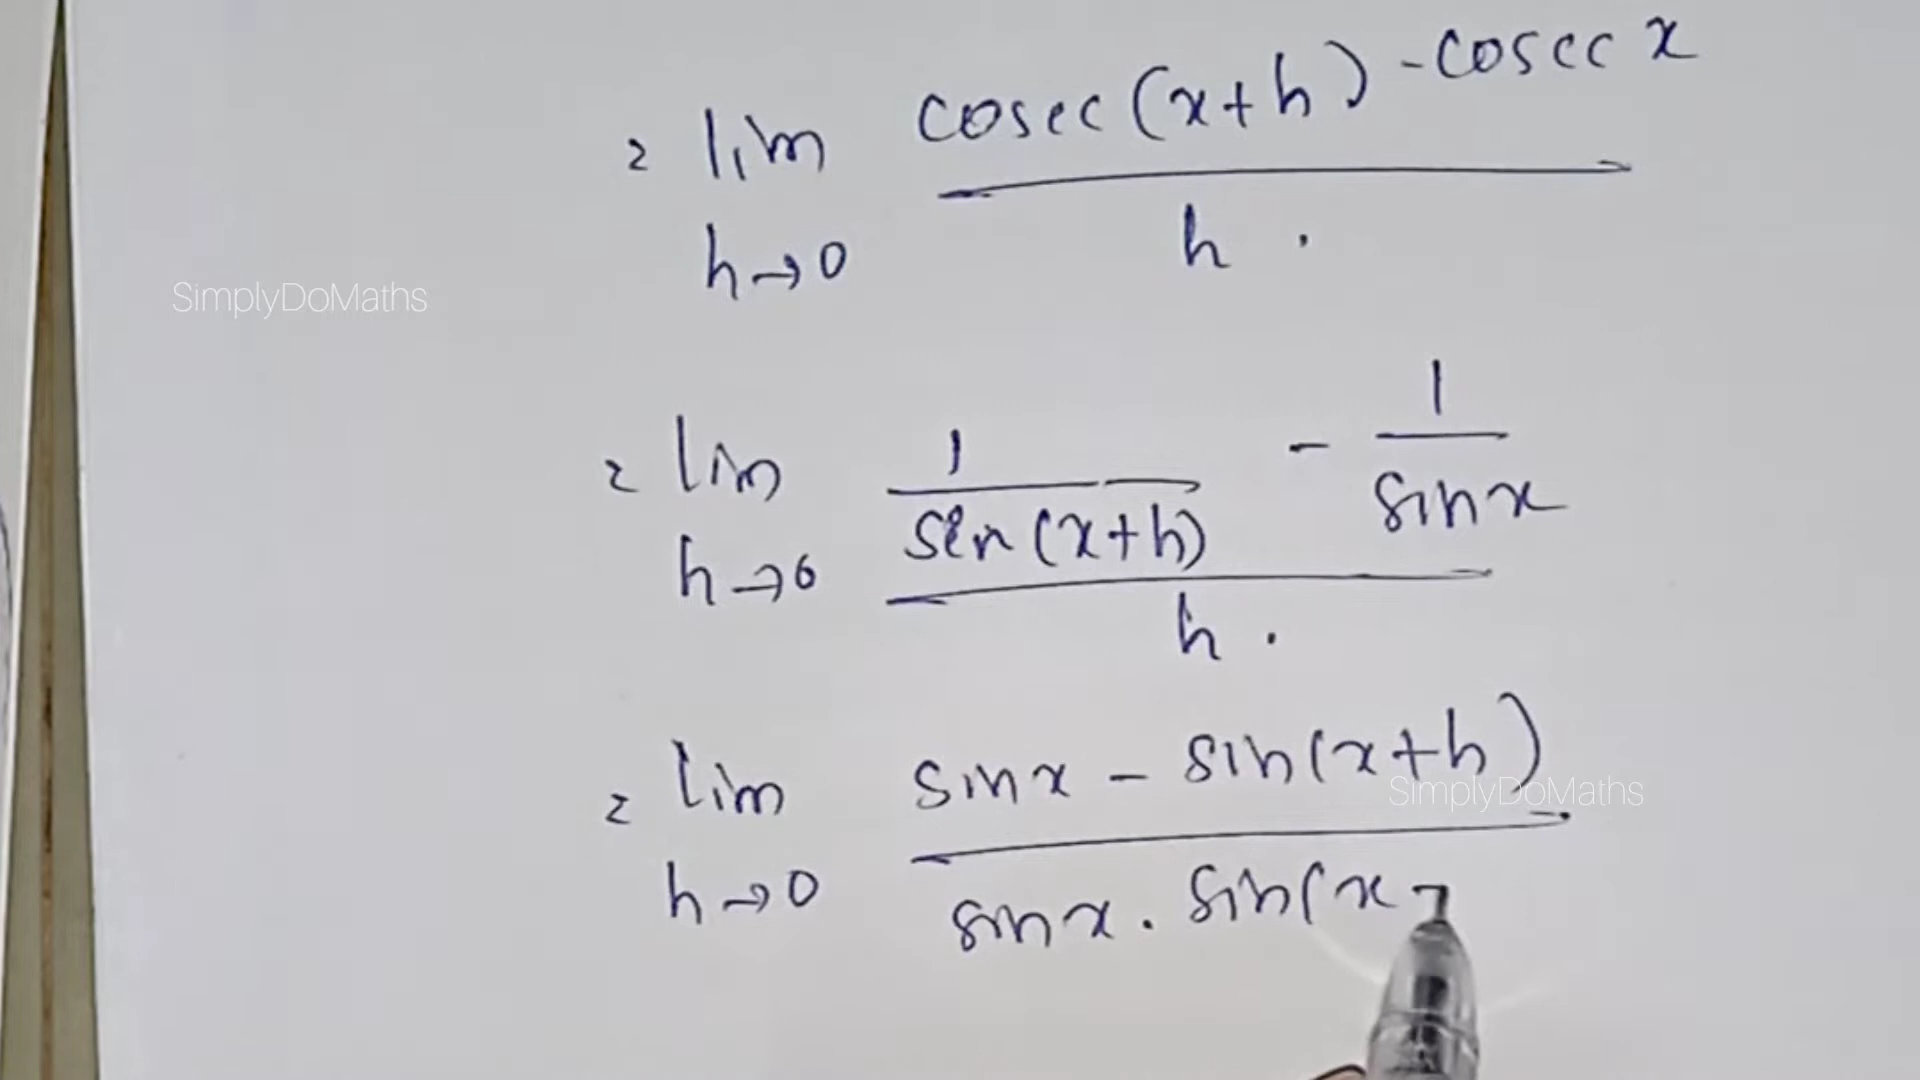 = lim cosec (x+h) - cosec x
h→0 h .
SimplyDoMaths
= lim 1 - 1
h→0 sin (x+h) sin x
h .
= lim sin x - sin (x+h)
SimplyDoMaths
h→0 sin x . sin (x +